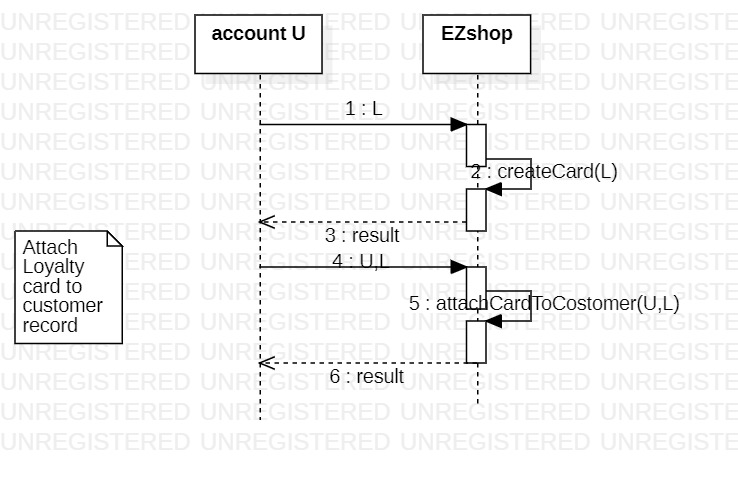 UNREGISTERED UNREGISTERED UNREGISTERED UNREGISTE
account U
EZshop
1 : L
2 : createCard(L)
3 : result
Attach
Loyalty
card to
customer
record
4 : U,L
5 : attachCardToCostomer(U,L)
6 : result